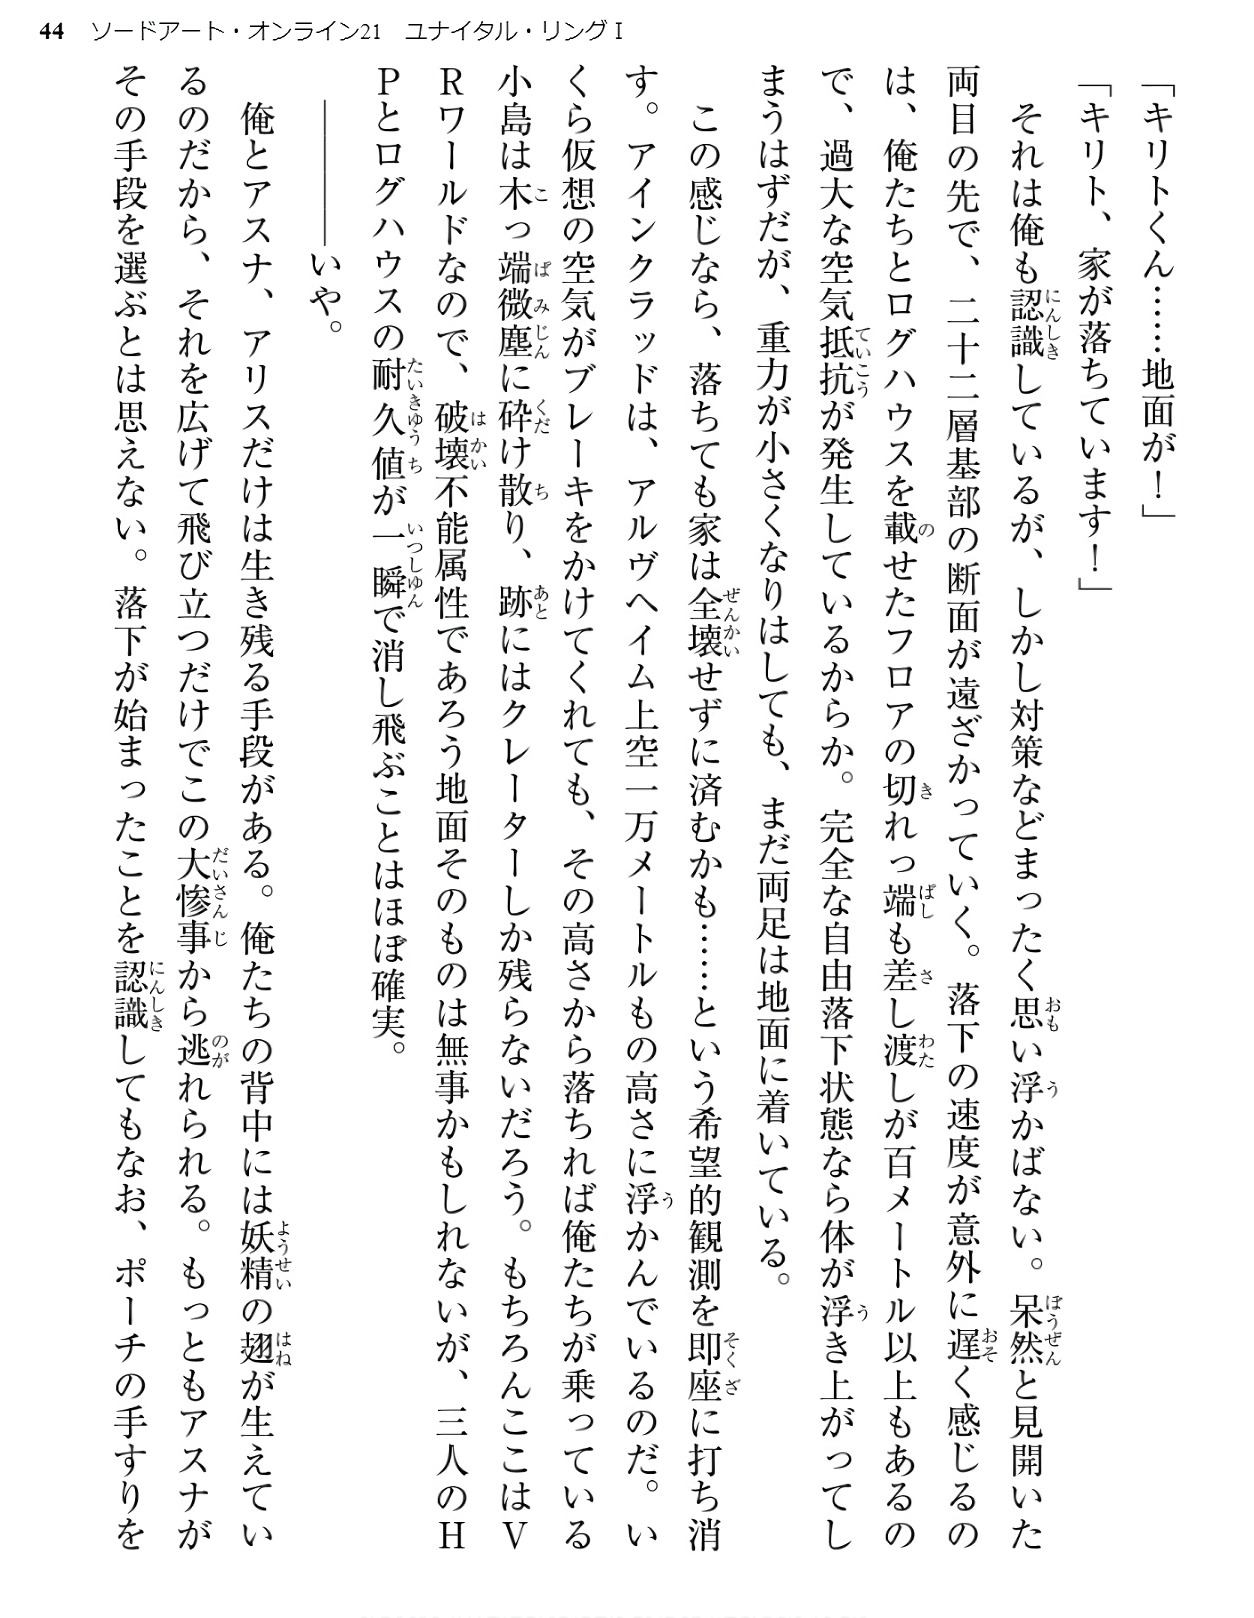 44 ソードアート・オンライン21　ユナイタル・リングⅠ
「キリトくん……地面が！」
「キリト、家が落ちています！」
　それは俺も認識しているが、しかし対策などまったく思い浮かばない。呆然と見開いた
両目の先で、二十二層基部の断面が遠ざかっていく。落下の速度が意外に遅く感じるの
は、俺たちとログハウスを載せたフロアの切れっ端も差し渡しが百メートル以上もあるの
で、過大な空気抵抗が発生しているからか。完全な自由落下状態なら体が浮き上がってし
まうはずだが、重力が小さくなりはしても、まだ両足は地面に着いている。
　この感じなら、落ちても家は全壊せずに済むかも……という希望的観測を即座に打ち消
す。アインクラッドは、アルヴヘイム上空一万メートルもの高さに浮かんでいるのだ。い
くら仮想の空気がブレーキをかけてくれても、その高さから落ちれば俺たちが乗っている
小島は木っ端微塵に砕け散り、跡にはクレーターしか残らないだろう。もちろんここはＶ
Ｒワールドなので、破壊不能属性であろう地面そのものは無事かもしれないが、三人のＨ
Ｐとログハウスの耐久値が一瞬で消し飛ぶことはほぼ確実。
　――――いや。
　俺とアスナ、アリスだけは生き残る手段がある。俺たちの背中には妖精の翅が生えてい
るのだから、それを広げて飛び立つだけでこの大惨事から逃れられる。もっともアスナが
その手段を選ぶとは思えない。落下が始まったことを認識してもなお、ポーチの手すりを